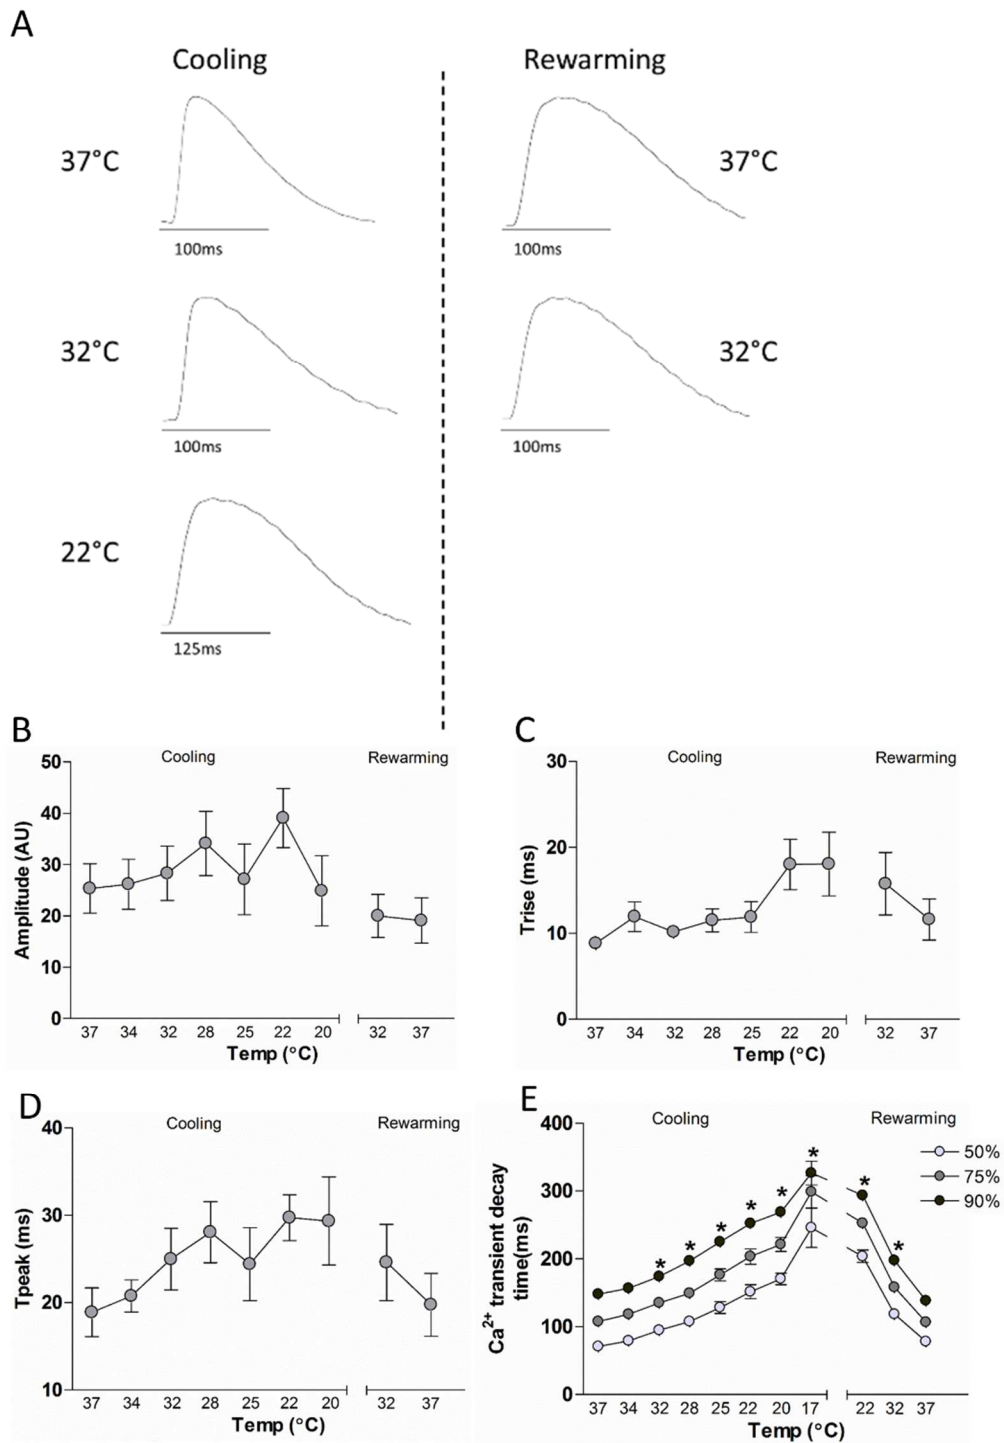 A
Cooling
Rewarming
37°C
37°C
100ms
100ms
32°C
32°C
100ms
100ms
22°C
125ms
B
Cooling
Rewarming
50
40
30
20
10
0
Amplitude (AU)
37 34 32 28 25 22 20 32 37
Temp (°C)
C
Cooling
Rewarming
30
20
10
0
Trise (ms)
37 34 32 28 25 22 20 32 37
Temp (°C)
D
Cooling
Rewarming
40
30
20
10
Tpeak (ms)
37 34 32 28 25 22 20 32 37
Temp (°C)
E
Cooling
Rewarming
400
300
200
100
0
Ca²⁺ transient decay
time(ms)
50%
75%
90%
* * * * * * * *
37 34 32 28 25 22 20 17 22 32 37
Temp (°C)